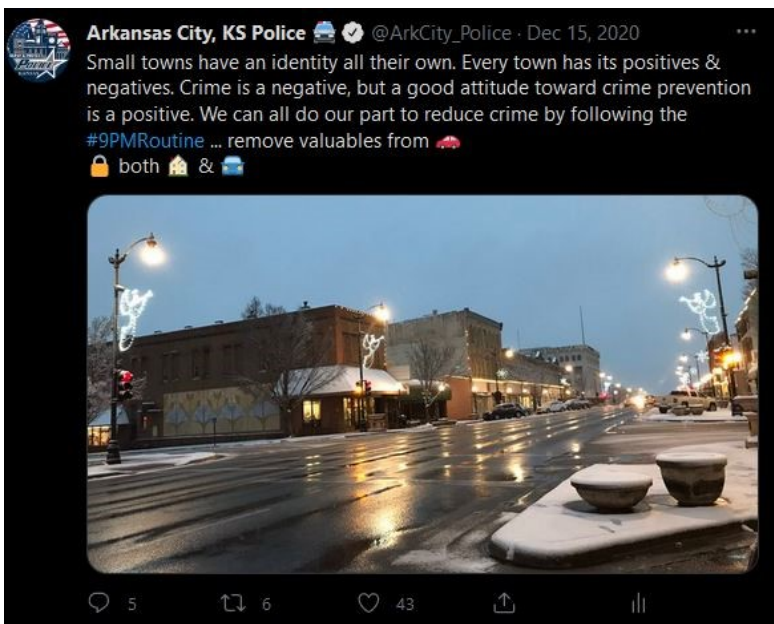 Arkansas City, KS Police 🚔 @ArkCity_Police · Dec 15, 2020
Small towns have an identity all their own. Every town has its positives &
negatives. Crime is a negative, but a good attitude toward crime prevention
is a positive. We can all do our part to reduce crime by following the
#9PMRoutine ... remove valuables from 🚗
🔒 both 🏠 & 🚘
5 6 43